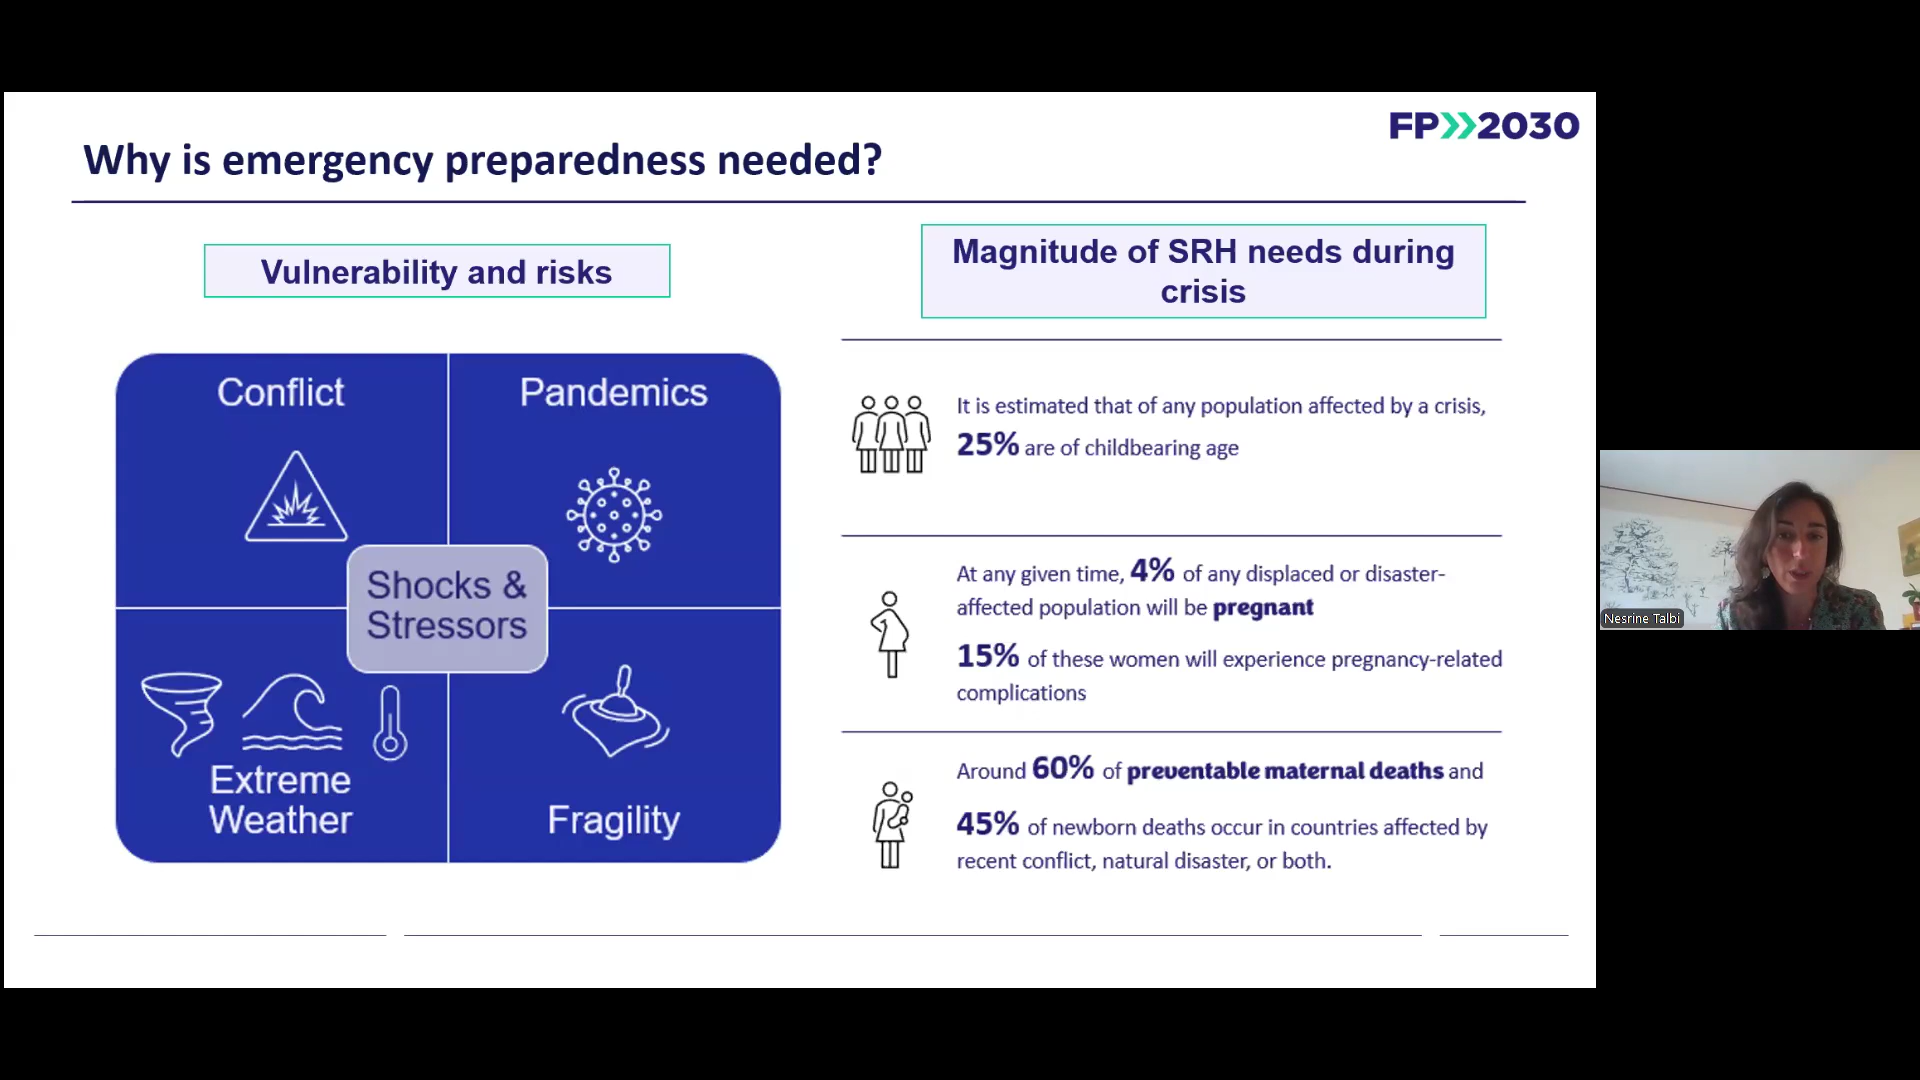 FP>>2030
Why is emergency preparedness needed?
Vulnerability and risks
Conflict
Pandemics
Shocks &
Stressors
Extreme
Weather
Fragility
Magnitude of SRH needs during
crisis
It is estimated that of any population affected by a crisis,
25% are of childbearing age
At any given time, 4% of any displaced or disaster-
affected population will be pregnant
15% of these women will experience pregnancy-related
complications
Around 60% of preventable maternal deaths and
45% of newborn deaths occur in countries affected by
recent conflict, natural disaster, or both.
Nesrine Talbi